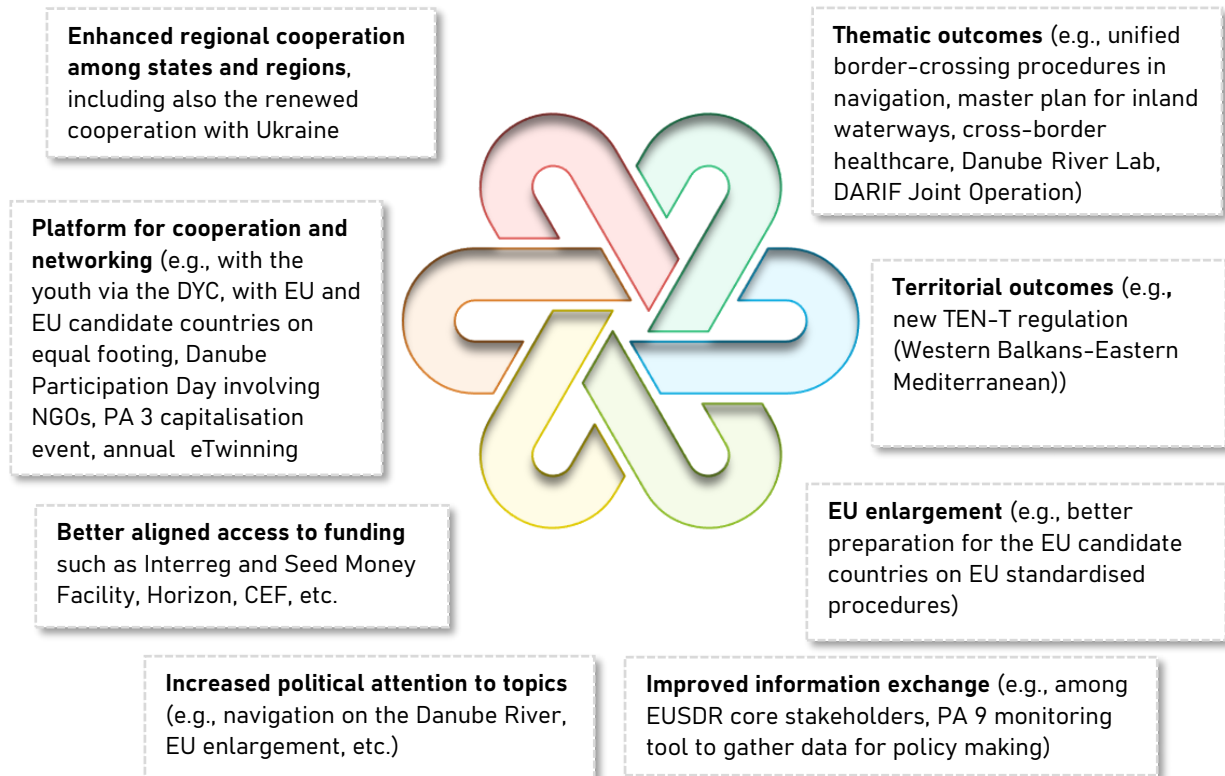 Enhanced regional cooperation
among states and regions,
including also the renewed
cooperation with Ukraine
Platform for cooperation and
networking (e.g., with the
youth via the DYC, with EU and
EU candidate countries on
equal footing, Danube
Participation Day involving
NGOs, PA 3 capitalisation
event, annual eTwinning
Better aligned access to funding
such as Interreg and Seed Money
Facility, Horizon, CEF, etc.
Increased political attention to topics
(e.g., navigation on the Danube River,
EU enlargement, etc.)
Thematic outcomes (e.g., unified
border-crossing procedures in
navigation, master plan for inland
waterways, cross-border
healthcare, Danube River Lab,
DARIF Joint Operation)
Territorial outcomes (e.g.,
new TEN-T regulation
(Western Balkans-Eastern
Mediterranean))
EU enlargement (e.g., better
preparation for the EU candidate
countries on EU standardised
procedures)
Improved information exchange (e.g., among
EUSDR core stakeholders, PA 9 monitoring
tool to gather data for policy making)